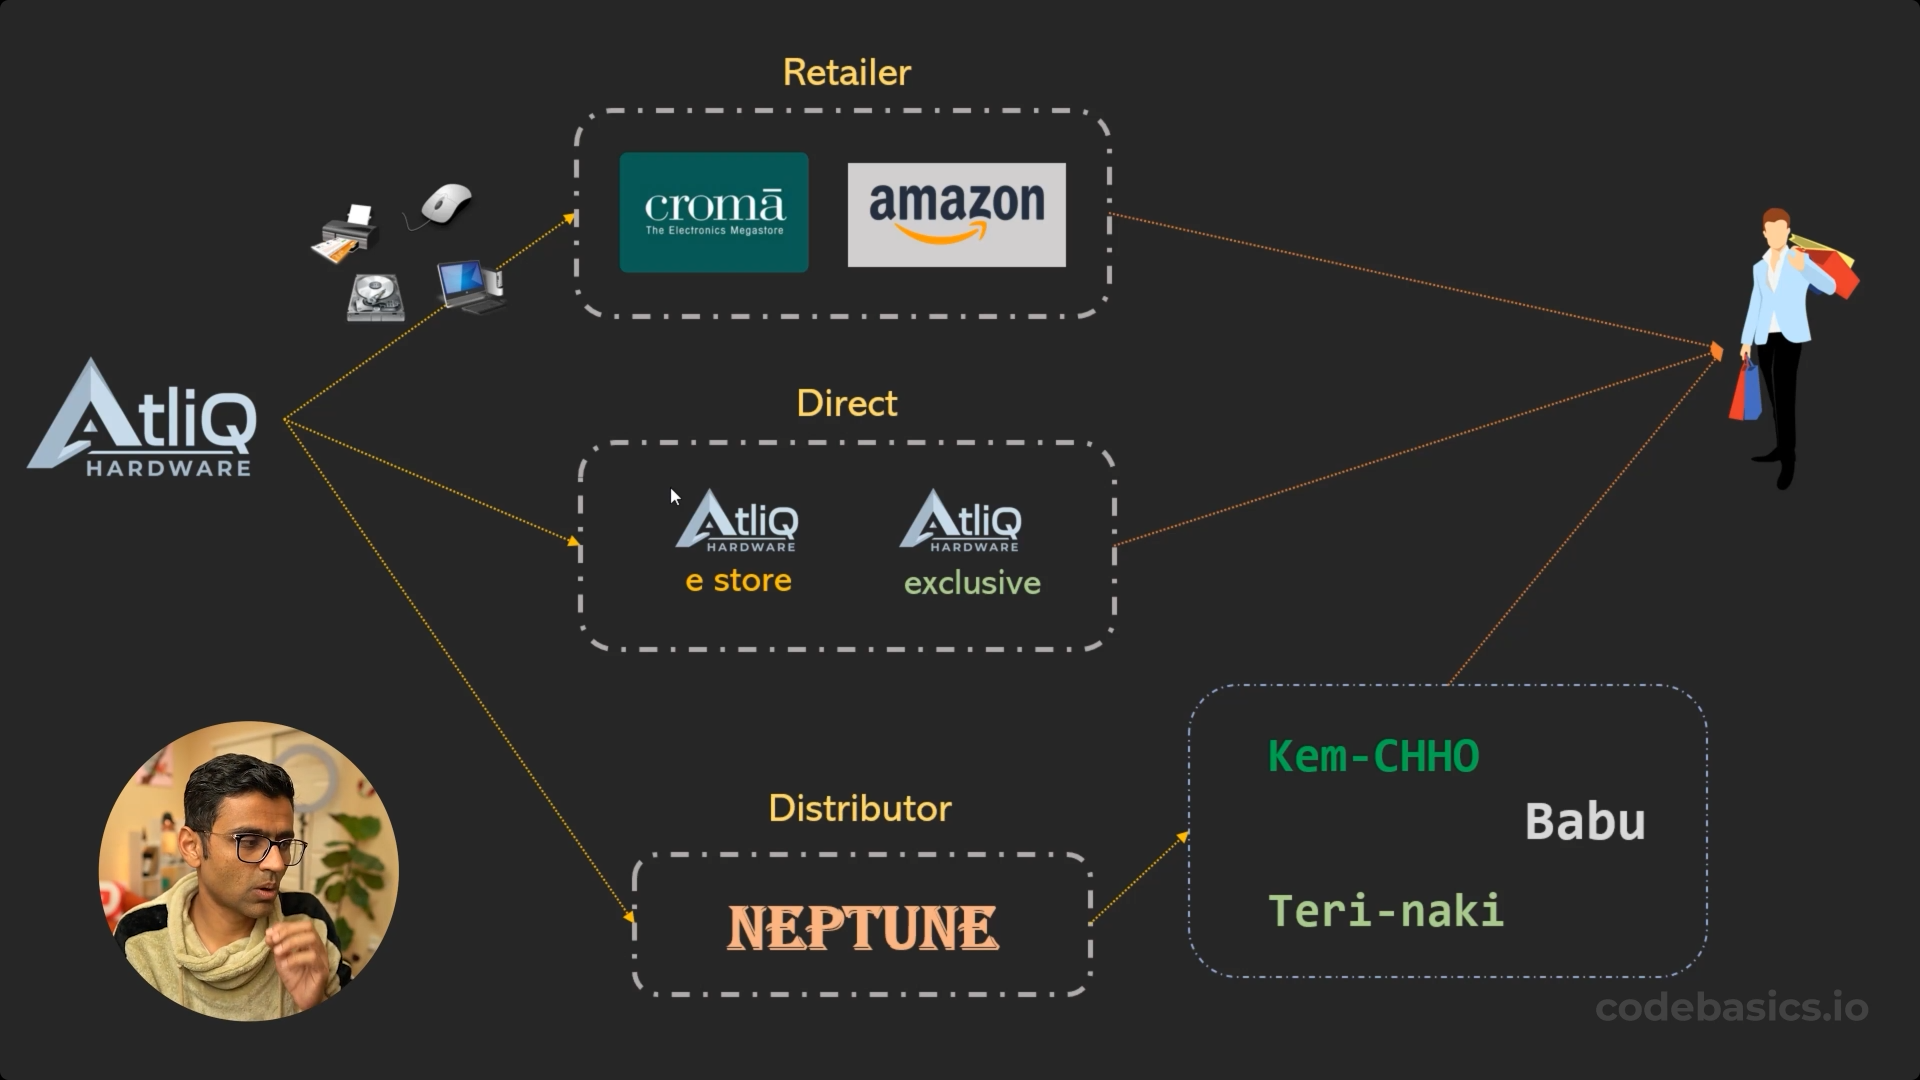 Retailer
cromā
The Electronics Megastore
amazon
AtliQ
HARDWARE
Direct
AtliQ
HARDWARE
e store
AtliQ
HARDWARE
exclusive
Distributor
NEPTUNE
Kem-CHHO
Babu
Teri-naki
codebasics.io